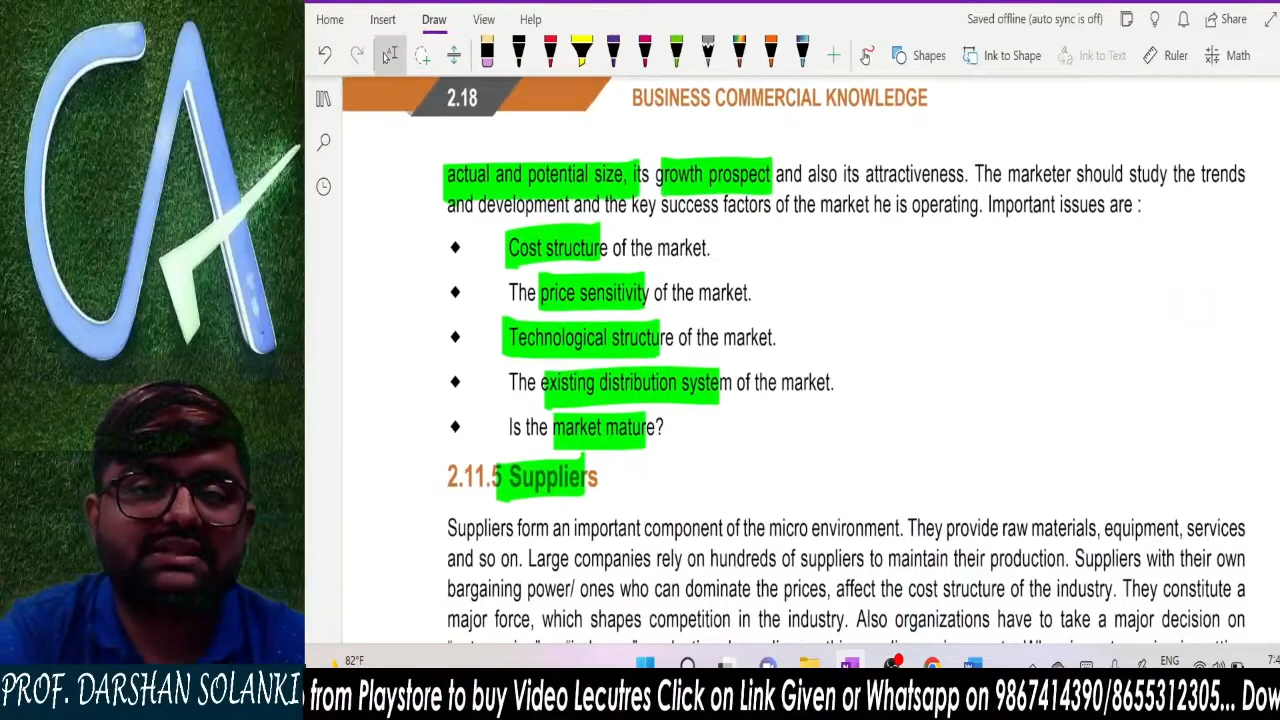 Home Insert Draw View Help Saved offline (auto sync is off) Share
Shapes Ink to Shape Ink to Text Ruler Math
2.18 BUSINESS COMMERCIAL KNOWLEDGE
actual and potential size, its growth prospect and also its attractiveness. The marketer should study the trends
and development and the key success factors of the market he is operating. Important issues are :
♦ Cost structure of the market.
♦ The price sensitivity of the market.
♦ Technological structure of the market.
♦ The existing distribution system of the market.
♦ Is the market mature?
2.11.5 Suppliers
Suppliers form an important component of the micro environment. They provide raw materials, equipment, services
and so on. Large companies rely on hundreds of suppliers to maintain their production. Suppliers with their own
bargaining power/ ones who can dominate the prices, affect the cost structure of the industry. They constitute a
major force, which shapes competition in the industry. Also organizations have to take a major decision on
CA
82°F ENG 7:4
PROF. DARSHAN SOLANKI from Playstore to buy Video Lecutres Click on Link Given or Whatsapp on 9867414390/8655312305... Dow